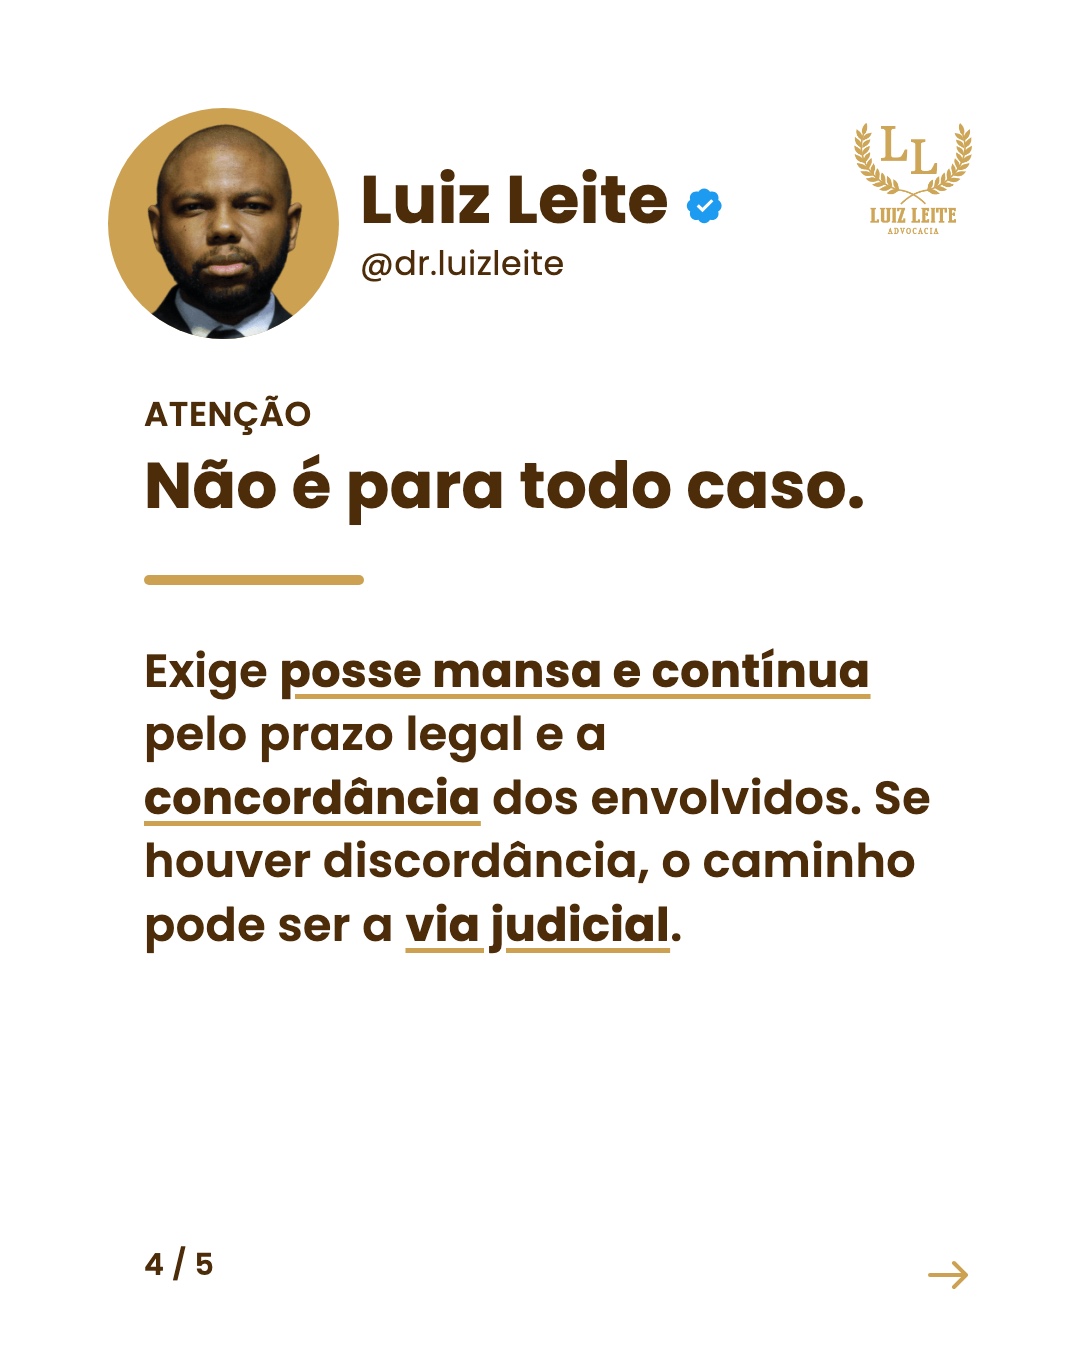 Luiz Leite
@dr.luizleite
LL
LUIZ LEITE
ADVOCACIA
ATENÇÃO
Não é para todo caso.
Exige posse mansa e contínua
pelo prazo legal e a
concordância dos envolvidos. Se
houver discordância, o caminho
pode ser a via judicial.
4 / 5